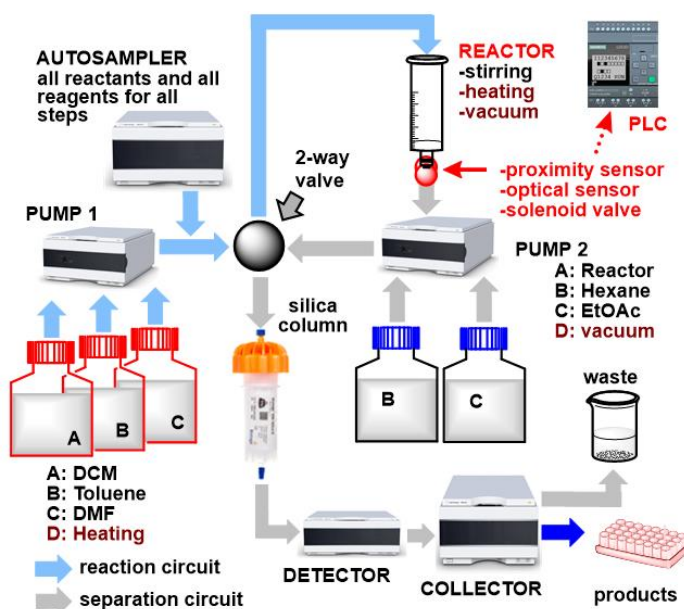 AUTOSAMPLER
all reactants and all
reagents for all
steps
REACTOR
-stirring
-heating
-vacuum
PLC
2-way
valve
-proximity sensor
-optical sensor
-solenoid valve
PUMP 1
PUMP 2
A: Reactor
B: Hexane
C: EtOAc
D: vacuum
silica
column
A
B
C
B
C
waste
A: DCM
B: Toluene
C: DMF
D: Heating
reaction circuit
separation circuit
DETECTOR
COLLECTOR
products